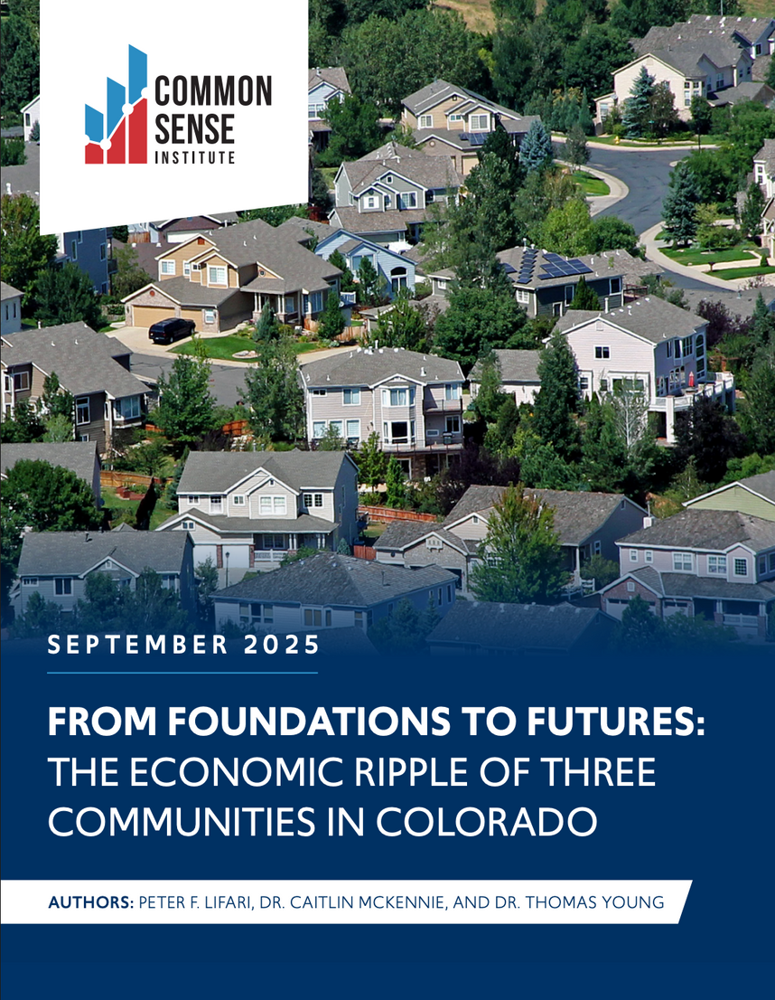 COMMON
SENSE
INSTITUTE
SEPTEMBER 2025
FROM FOUNDATIONS TO FUTURES:
THE ECONOMIC RIPPLE OF THREE
COMMUNITIES IN COLORADO
AUTHORS: PETER F. LIFARI, DR. CAITLIN MCKENNIE, AND DR. THOMAS YOUNG